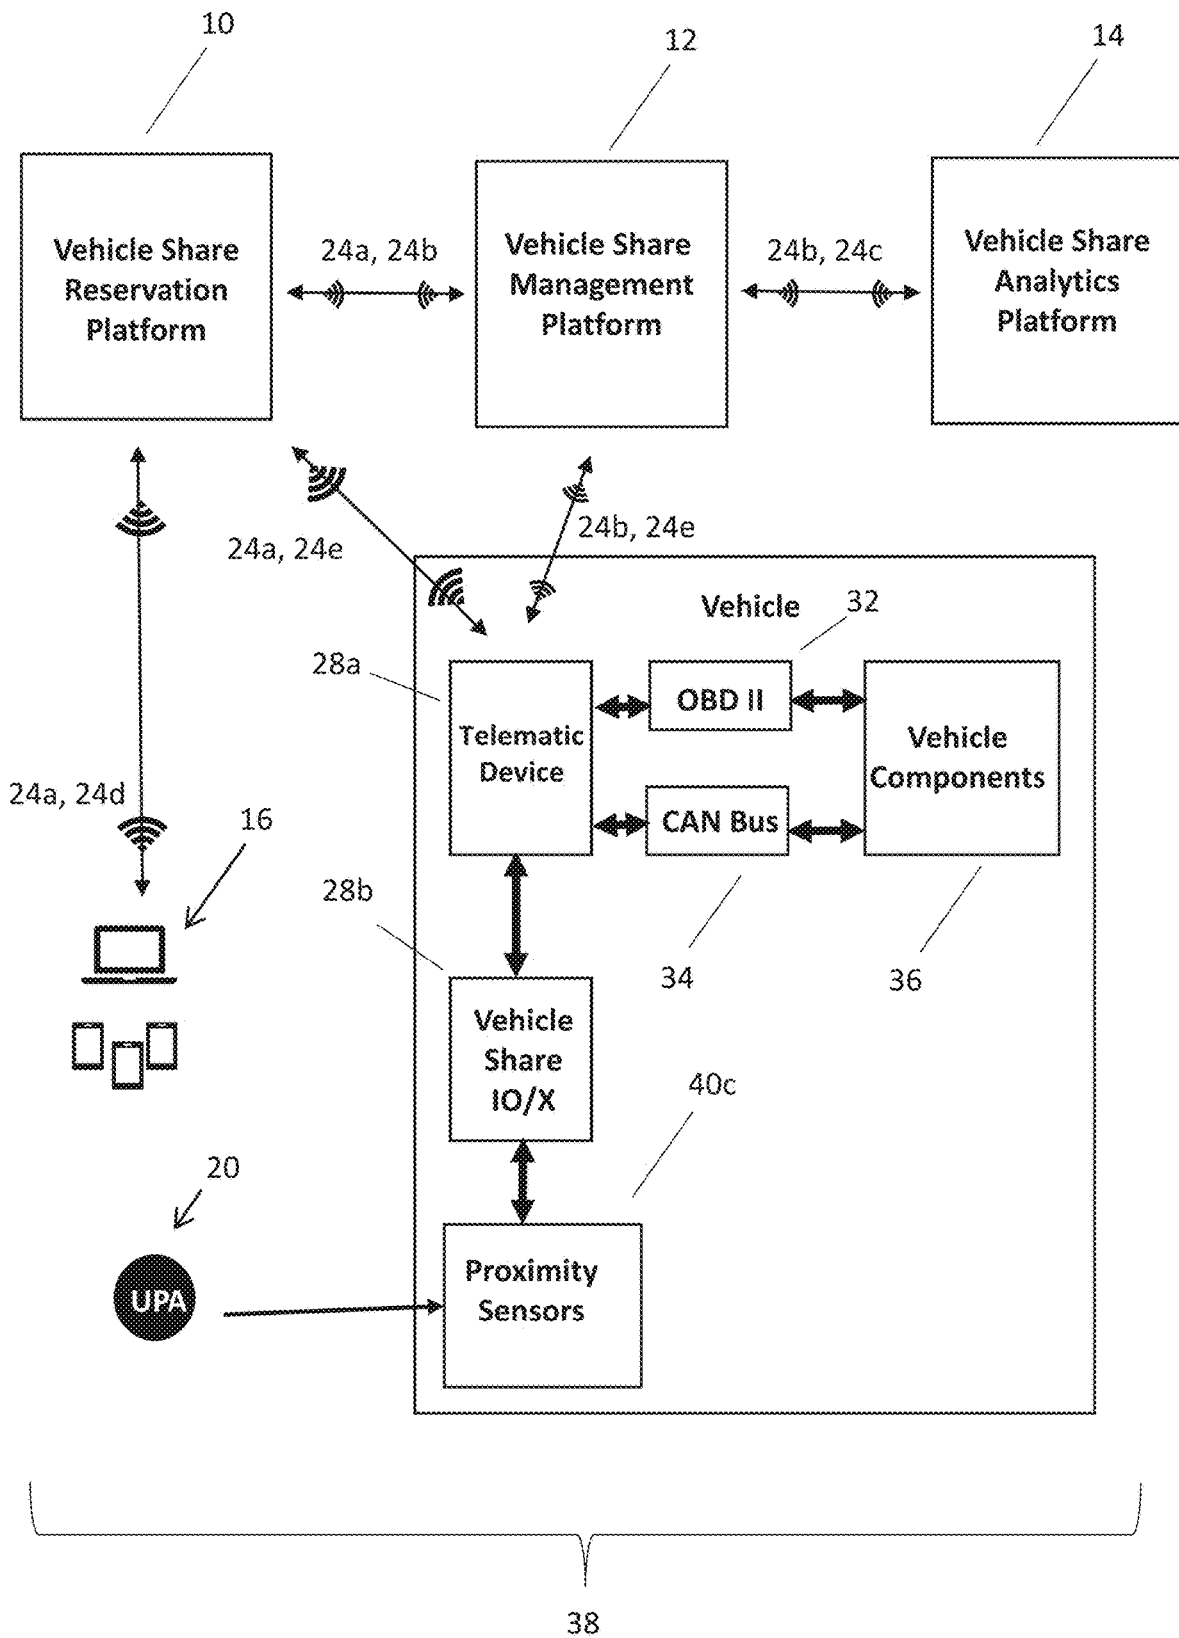 10
12
14
Vehicle Share
Reservation
Platform
24a, 24b
Vehicle Share
Management
Platform
24b, 24c
Vehicle Share
Analytics
Platform
24a, 24e
24b, 24e
Vehicle
32
28a
Telematic
Device
OBD II
Vehicle
Components
CAN Bus
24a, 24d
16
28b
34
36
Vehicle
Share
IO/X
40c
20
UPA
Proximity
Sensors
38